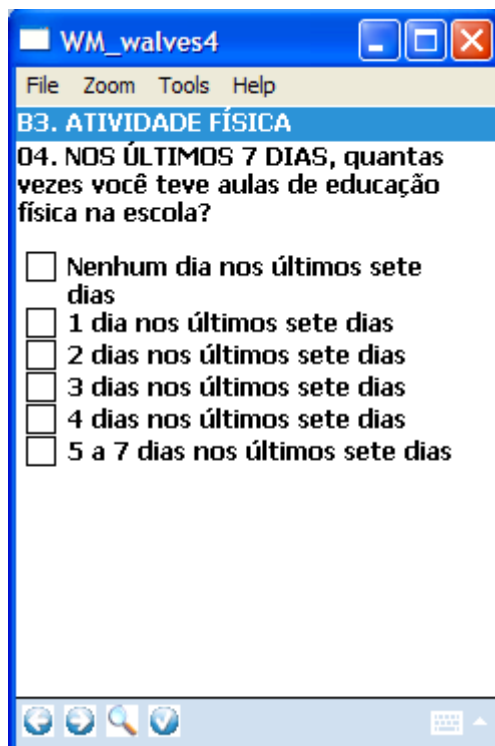 WM_walves4
File Zoom Tools Help
B3. ATIVIDADE FÍSICA
04. NOS ÚLTIMOS 7 DIAS, quantas
vezes você teve aulas de educação
física na escola?
Nenhum dia nos últimos sete
dias
1 dia nos últimos sete dias
2 dias nos últimos sete dias
3 dias nos últimos sete dias
4 dias nos últimos sete dias
5 a 7 dias nos últimos sete dias